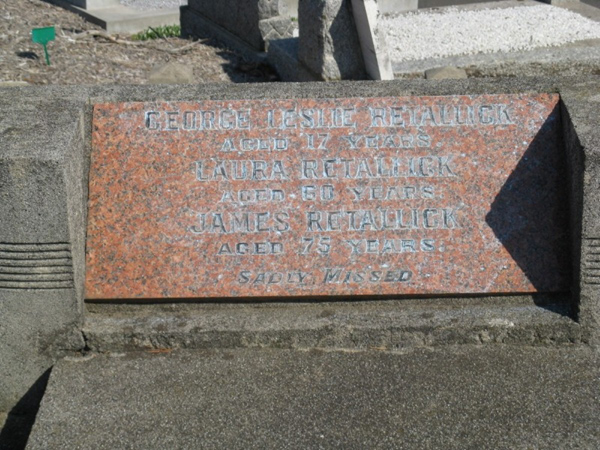 GEORGE LESLIE RETALLICK
AGED 17 YEARS
LAURA RETALLICK
AGED 60 YEARS.
JAMES RETALLICK
AGED 75 YEARS.
SADLY MISSED